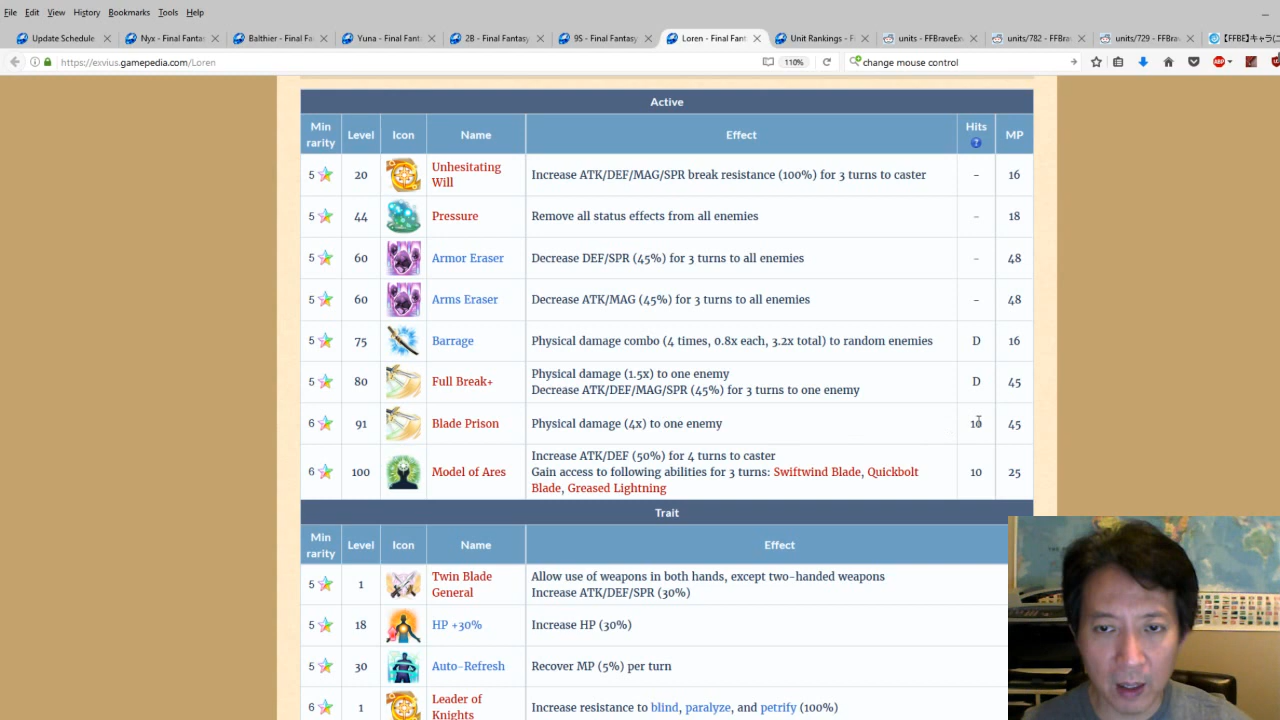 File Edit View History Bookmarks Tools Help
Update Schedule
Nyx - Final Fanta
Balthier - Final Fa
Yuna - Final Fanta
2B - Final Fantasy
9S - Final Fantasy
Loren - Final Fant
Unit Rankings - F
units - FFBraveEx
units/782 - FFBra
units/729 - FFBra
【FFBE】キャラ(こ
https://exvius.gamepedia.com/Loren
110%
change mouse control
Active
Min rarity Level Icon Name Effect Hits MP
5 20 Unhesitating Will Increase ATK/DEF/MAG/SPR break resistance (100%) for 3 turns to caster - 16
5 44 Pressure Remove all status effects from all enemies - 18
5 60 Armor Eraser Decrease DEF/SPR (45%) for 3 turns to all enemies - 48
5 60 Arms Eraser Decrease ATK/MAG (45%) for 3 turns to all enemies - 48
5 75 Barrage Physical damage combo (4 times, 0.8x each, 3.2x total) to random enemies D 16
5 80 Full Break+ Physical damage (1.5x) to one enemy
Decrease ATK/DEF/MAG/SPR (45%) for 3 turns to one enemy D 45
6 91 Blade Prison Physical damage (4x) to one enemy 10 45
6 100 Model of Ares Increase ATK/DEF (50%) for 4 turns to caster
Gain access to following abilities for 3 turns: Swiftwind Blade, Quickbolt
Blade, Greased Lightning 10 25
Trait
Min rarity Level Icon Name Effect
5 1 Twin Blade General Allow use of weapons in both hands, except two-handed weapons
Increase ATK/DEF/SPR (30%)
5 18 HP +30% Increase HP (30%)
5 30 Auto-Refresh Recover MP (5%) per turn
6 1 Leader of Knights Increase resistance to blind, paralyze, and petrify (100%)